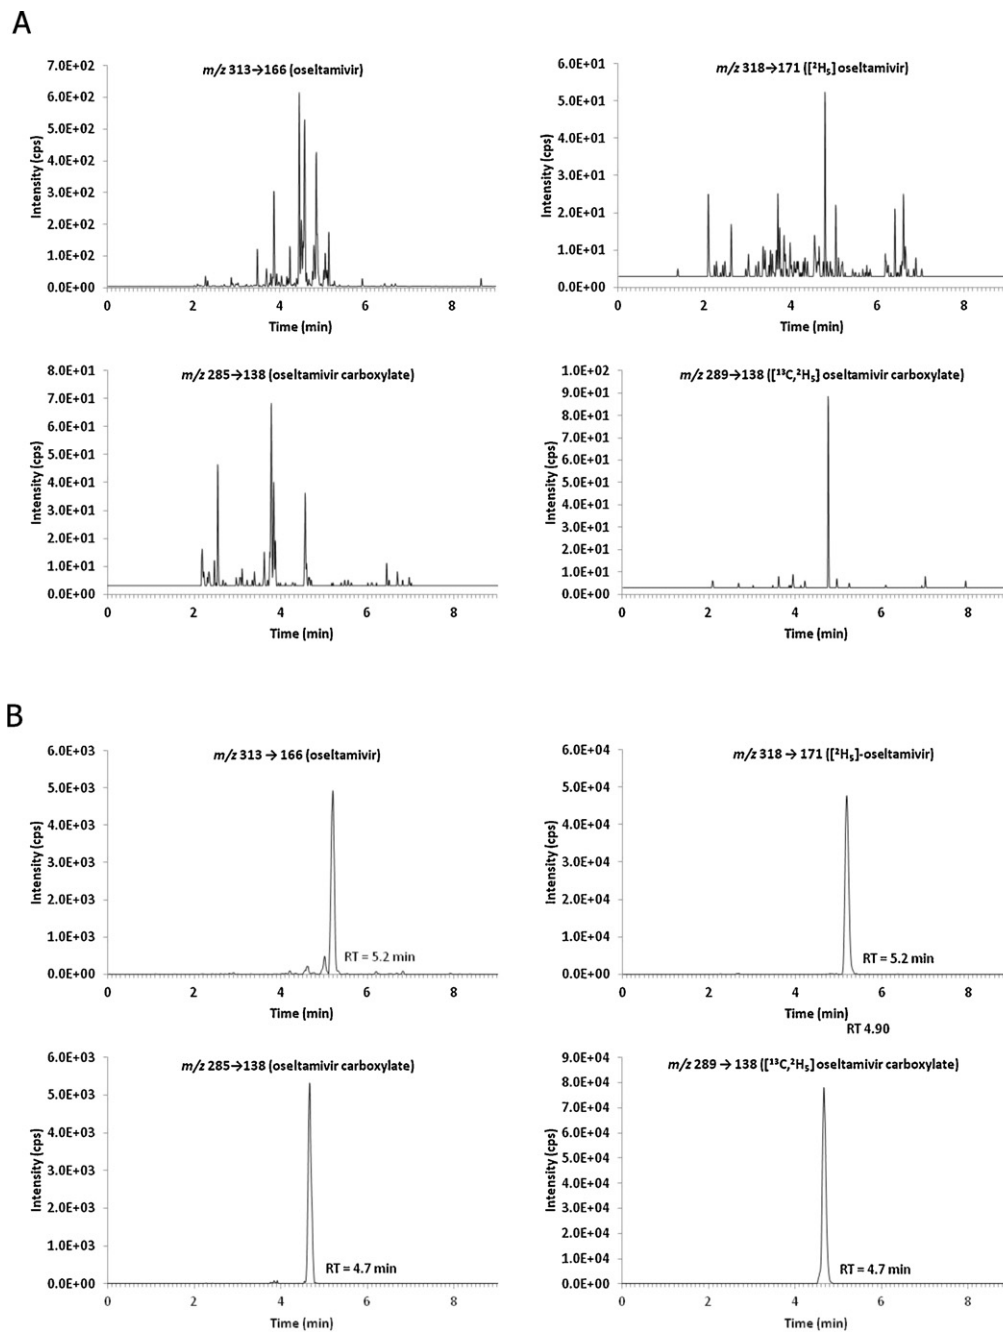 A
m/z 313→166 (oseltamivir)
7.0E+02
6.0E+02
5.0E+02
4.0E+02
3.0E+02
2.0E+02
1.0E+02
0.0E+00
Intensity (cps)
0 2 4 6 8
Time (min)
m/z 318→171 ([²H₅] oseltamivir)
6.0E+01
5.0E+01
4.0E+01
3.0E+01
2.0E+01
1.0E+01
0.0E+00
Intensity (cps)
0 2 4 6 8
Time (min)
m/z 285→138 (oseltamivir carboxylate)
8.0E+01
7.0E+01
6.0E+01
5.0E+01
4.0E+01
3.0E+01
2.0E+01
1.0E+01
0.0E+00
Intensity (cps)
0 2 4 6 8
Time (min)
m/z 289→138 ([¹³C,²H₅] oseltamivir carboxylate)
1.0E+02
9.0E+01
8.0E+01
7.0E+01
6.0E+01
5.0E+01
4.0E+01
3.0E+01
2.0E+01
1.0E+01
0.0E+00
Intensity (cps)
0 2 4 6 8
Time (min)
B
m/z 313 → 166 (oseltamivir)
6.0E+03
5.0E+03
4.0E+03
3.0E+03
2.0E+03
1.0E+03
0.0E+00
Intensity (cps)
RT = 5.2 min
0 2 4 6 8
Time (min)
m/z 318 → 171 ([²H₅]-oseltamivir)
6.0E+04
5.0E+04
4.0E+04
3.0E+04
2.0E+04
1.0E+04
0.0E+00
Intensity (cps)
RT = 5.2 min
0 2 4 6 8
Time (min)
RT 4.90
m/z 285→138 (oseltamivir carboxylate)
6.0E+03
5.0E+03
4.0E+03
3.0E+03
2.0E+03
1.0E+03
0.0E+00
Intensity (cps)
RT = 4.7 min
0 2 4 6 8
Time (min)
m/z 289 → 138 ([¹³C,²H₅] oseltamivir carboxylate)
9.0E+04
8.0E+04
7.0E+04
6.0E+04
5.0E+04
4.0E+04
3.0E+04
2.0E+04
1.0E+04
0.0E+00
Intensity (cps)
RT = 4.7 min
0 2 4 6 8
Time (min)